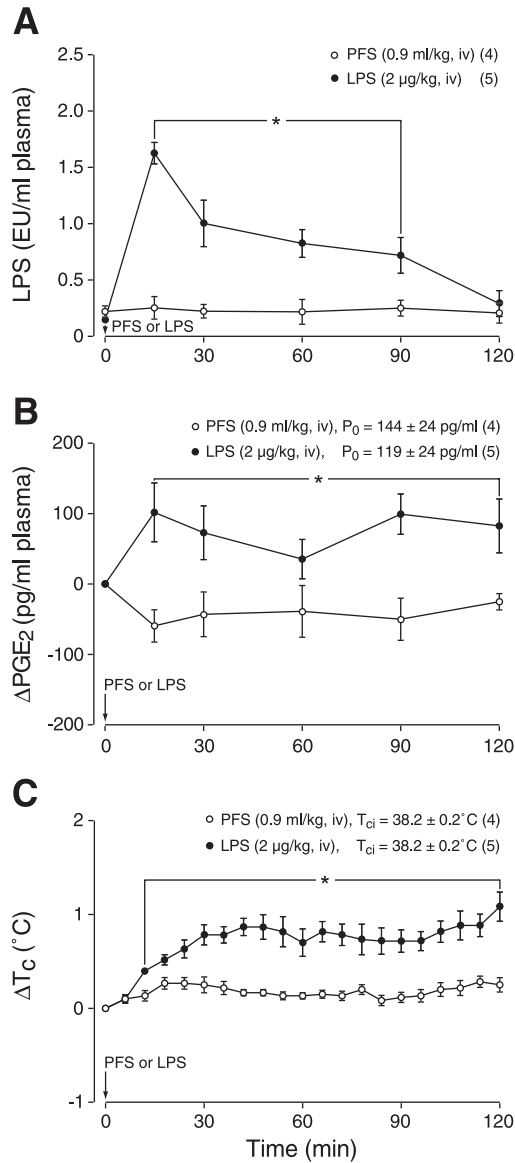 A
PFS (0.9 ml/kg, iv) (4)
LPS (2 µg/kg, iv) (5)
2.5
2.0
1.5
1.0
0.5
0
LPS (EU/ml plasma)
*
PFS or LPS
0 30 60 90 120
B
PFS (0.9 ml/kg, iv), P₀ = 144 ± 24 pg/ml (4)
LPS (2 µg/kg, iv), P₀ = 119 ± 24 pg/ml (5)
200
100
0
-100
-200
ΔPGE₂ (pg/ml plasma)
*
PFS or LPS
0 30 60 90 120
C
PFS (0.9 ml/kg, iv), Tci = 38.2 ± 0.2˚C (4)
LPS (2 µg/kg, iv), Tci = 38.2 ± 0.2˚C (5)
2
1
0
-1
ΔTc (˚C)
*
PFS or LPS
0 30 60 90 120
Time (min)